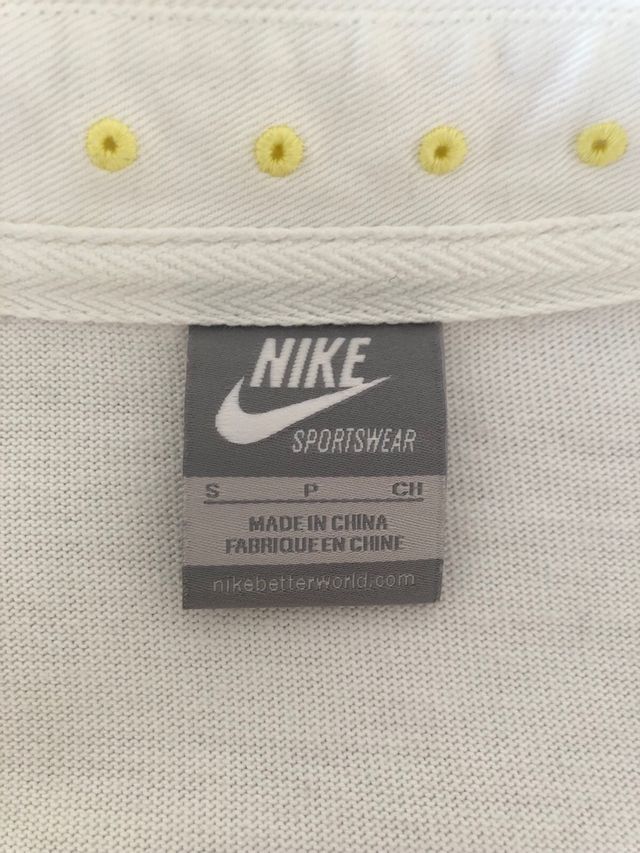 NIKE
SPORTSWEAR
S P CH
MADE IN CHINA
FABRIQUE EN CHINE
nikebetterworld.com